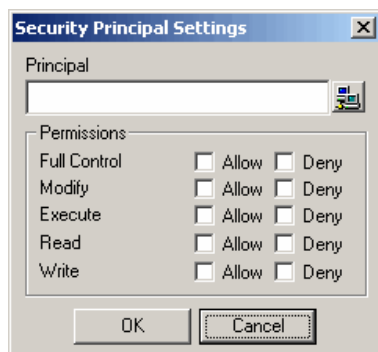 Security Principal Settings
Principal
Permissions
Full Control Allow Deny
Modify Allow Deny
Execute Allow Deny
Read Allow Deny
Write Allow Deny
OK Cancel